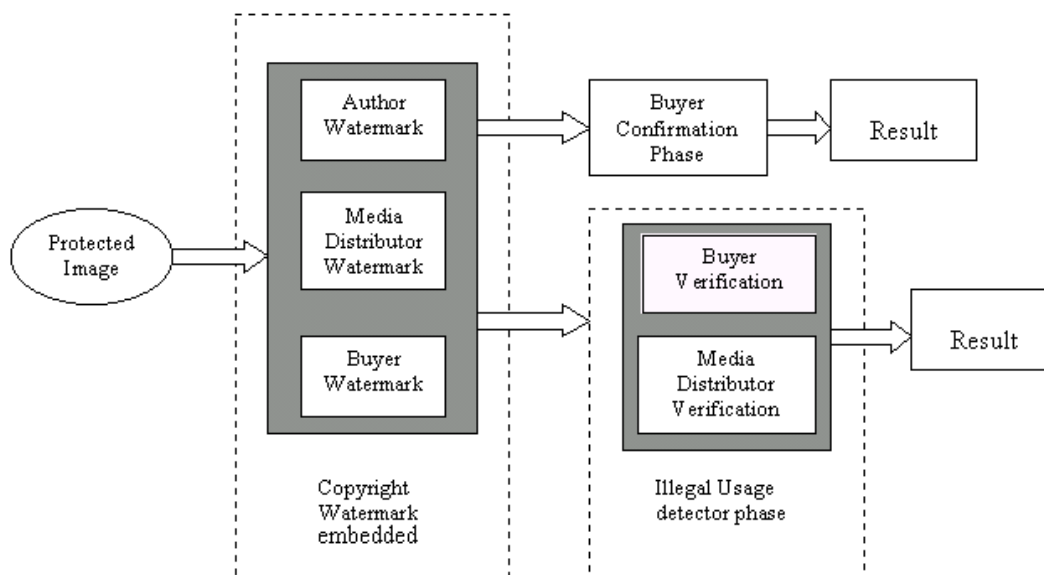 Protected
Image
Author
Watermark
Media
Distributor
Watermark
Buyer
Watermark
Copyright
Watermark
embedded
Buyer
Confirmation
Phase
Result
Buyer
Verification
Media
Distributor
Verification
Illegal Usage
detector phase
Result